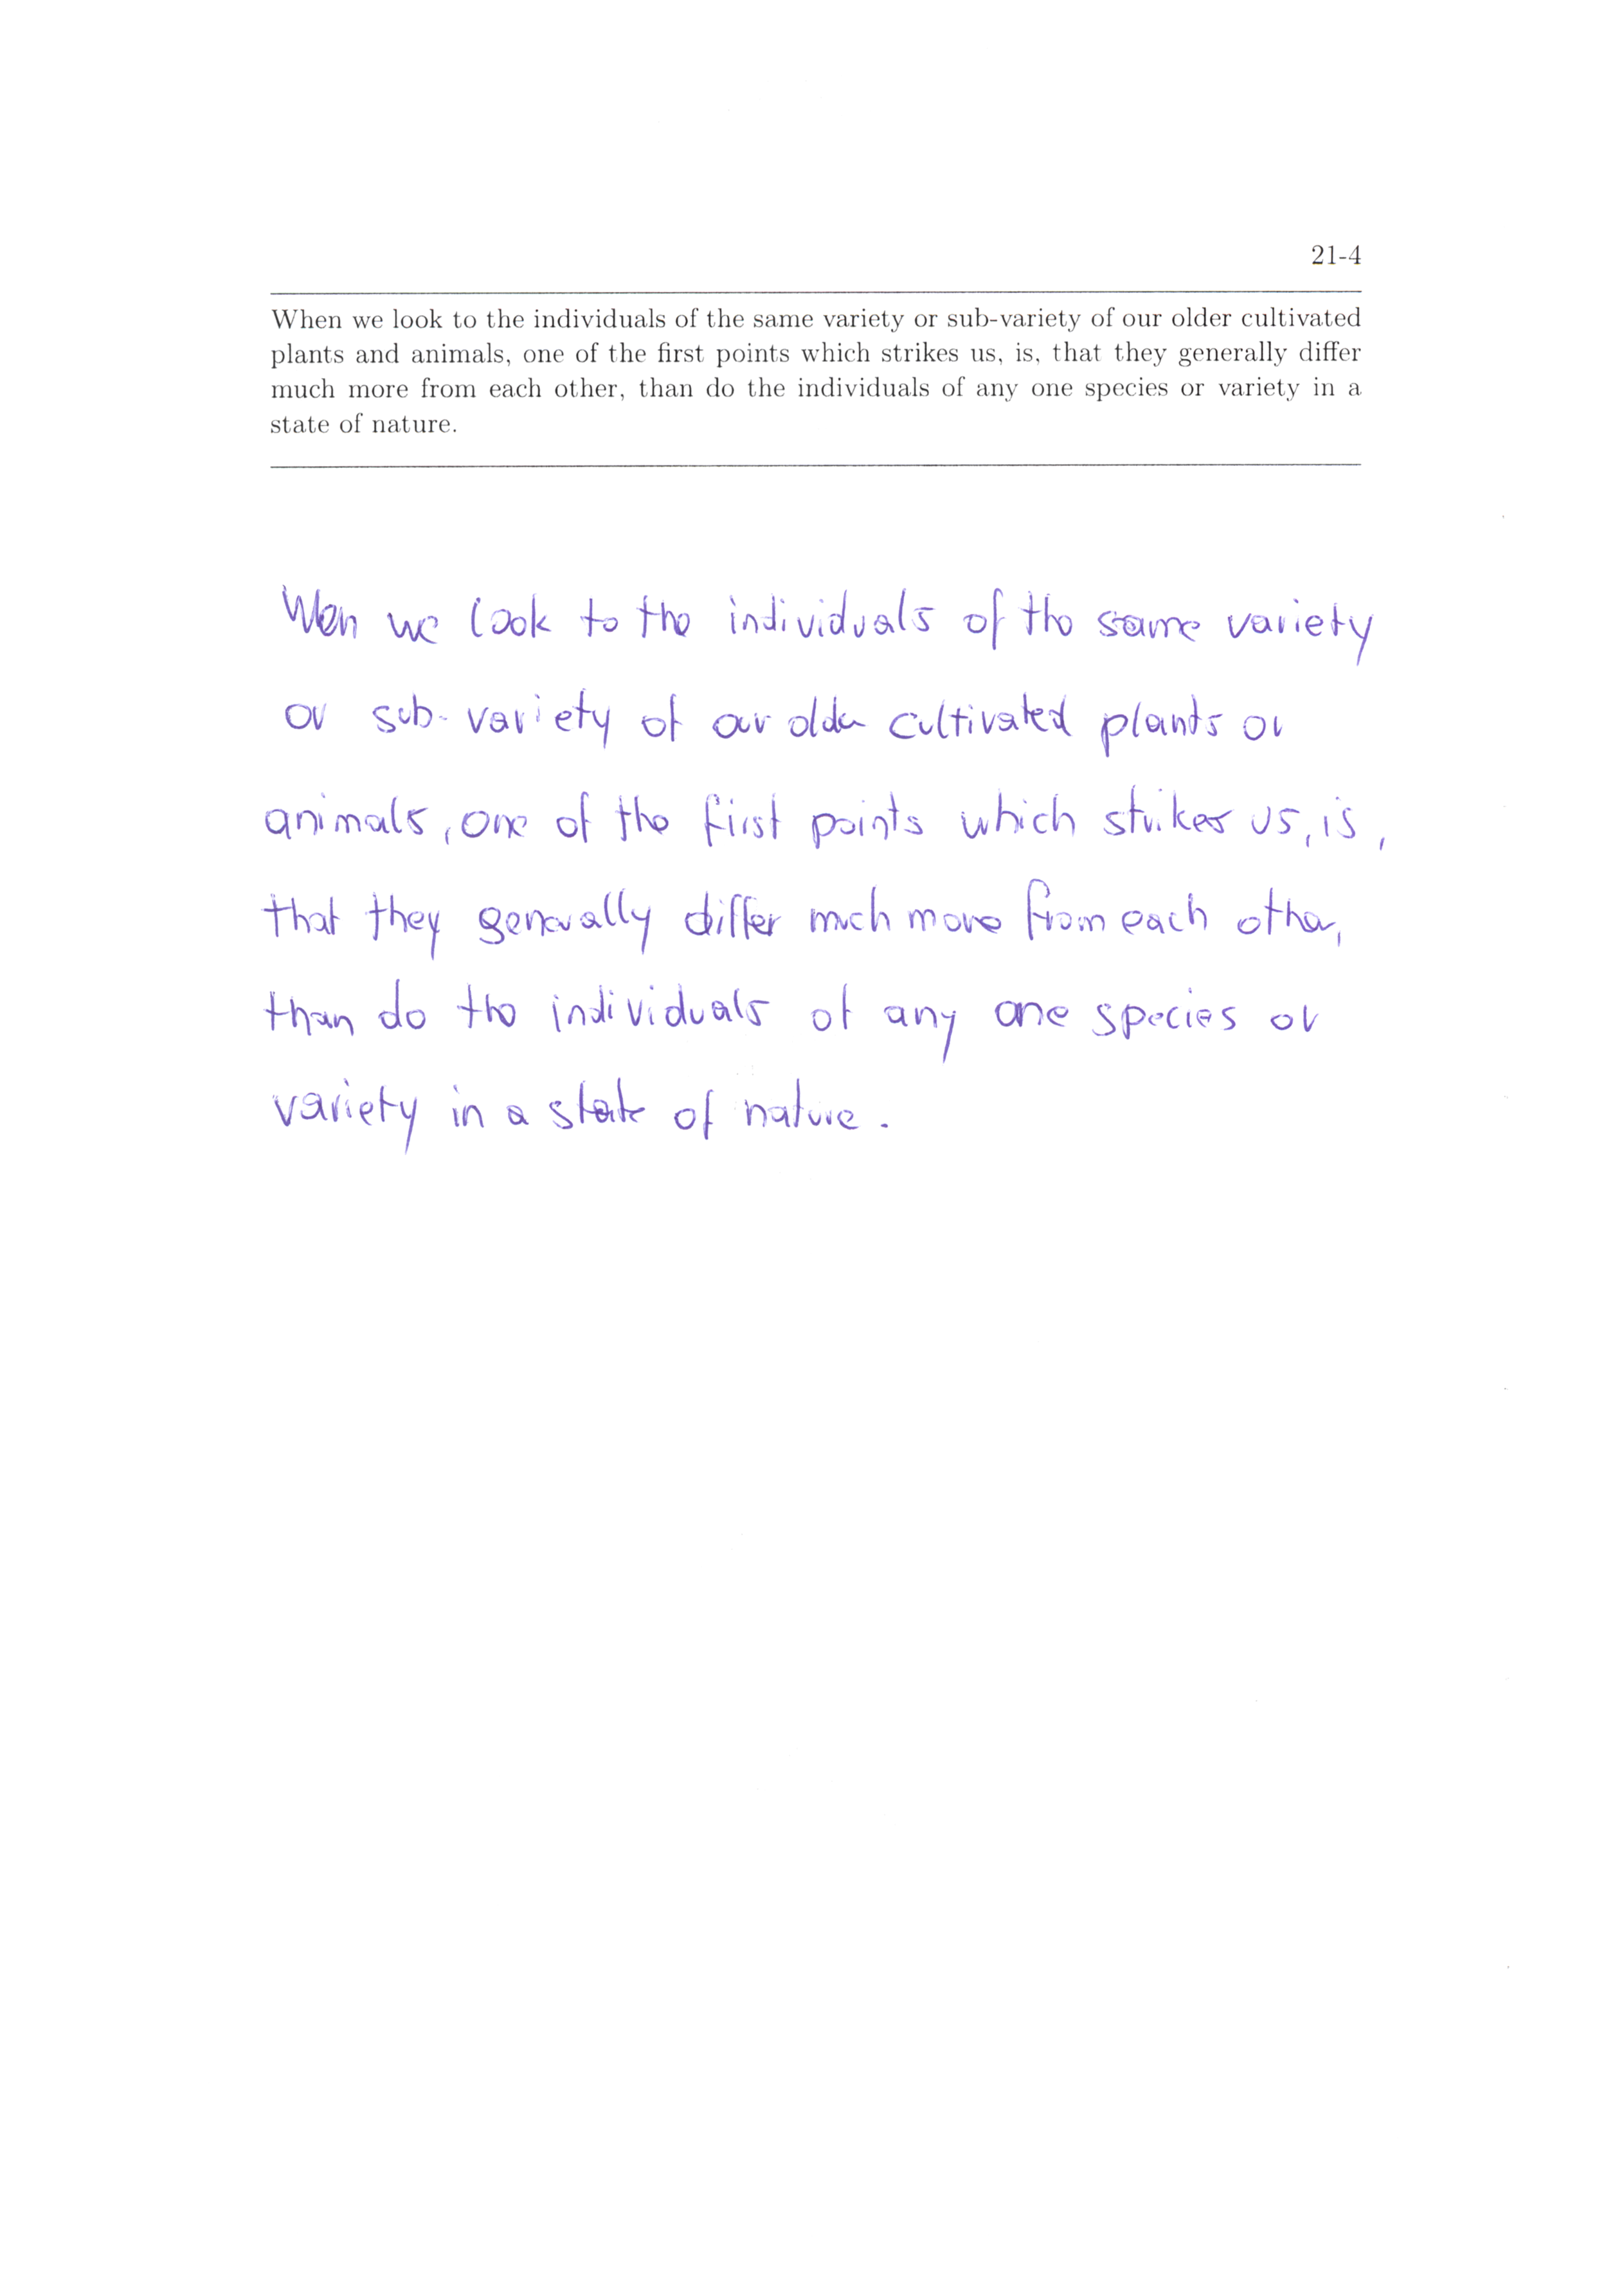 21-4
When we look to the individuals of the same variety or sub-variety of our older cultivated
plants and animals, one of the first points which strikes us, is, that they generally differ
much more from each other, than do the individuals of any one species or variety in a
state of nature.
When we look to the individuals of the same variety
or sub-variety of our older cultivated plants or
animals, one of the first points which strikes us, is,
that they generally differ much more from each other,
than do the individuals of any one species or
variety in a state of nature.